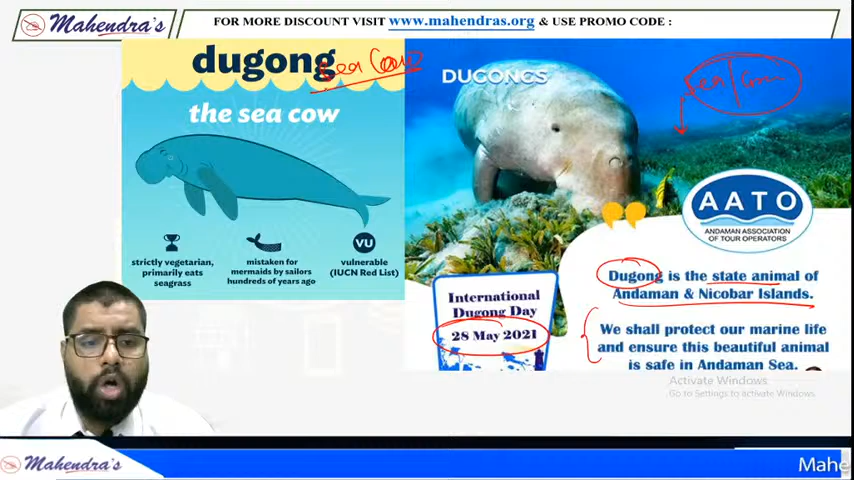 Mahendra's
FOR MORE DISCOUNT VISIT www.mahendras.org & USE PROMO CODE :
dugong
sea cow
the sea cow
strictly vegetarian,
primarily eats
seagrass
mistaken for
mermaids by sailors
hundreds of years ago
VU
vulnerable
(IUCN Red List)
DUGONGS
sea/cow
AATO
ANDAMAN ASSOCIATION
OF TOUR OPERATORS
Dugong is the state animal of
Andaman & Nicobar Islands.
International
Dugong Day
28 May 2021
We shall protect our marine life
and ensure this beautiful animal
is safe in Andaman Sea.
Activate Windows
Go to Settings to activate Windows.
Mahendra's
Mahe